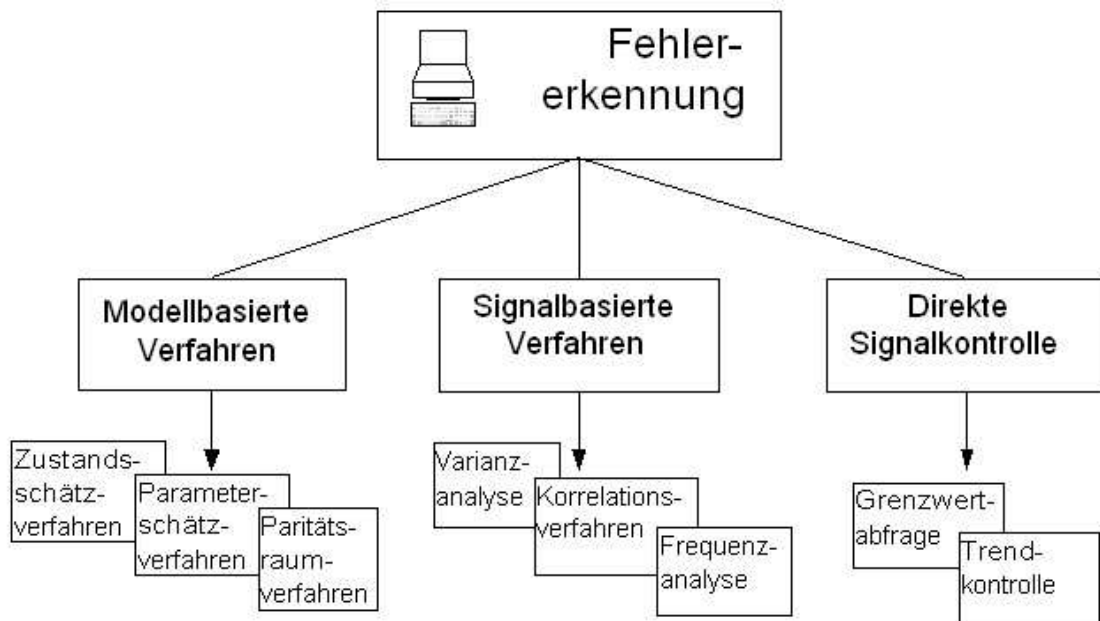 Fehler-
erkennung
Modellbasierte
Verfahren
Signalbasierte
Verfahren
Direkte
Signalkontrolle
Zustands-
schätz-
verfahren
Parameter-
schätz-
verfahren
Paritäts-
raum-
verfahren
Varianz-
analyse
Korrelations-
verfahren
Frequenz-
analyse
Grenzwert-
abfrage
Trend-
kontrolle